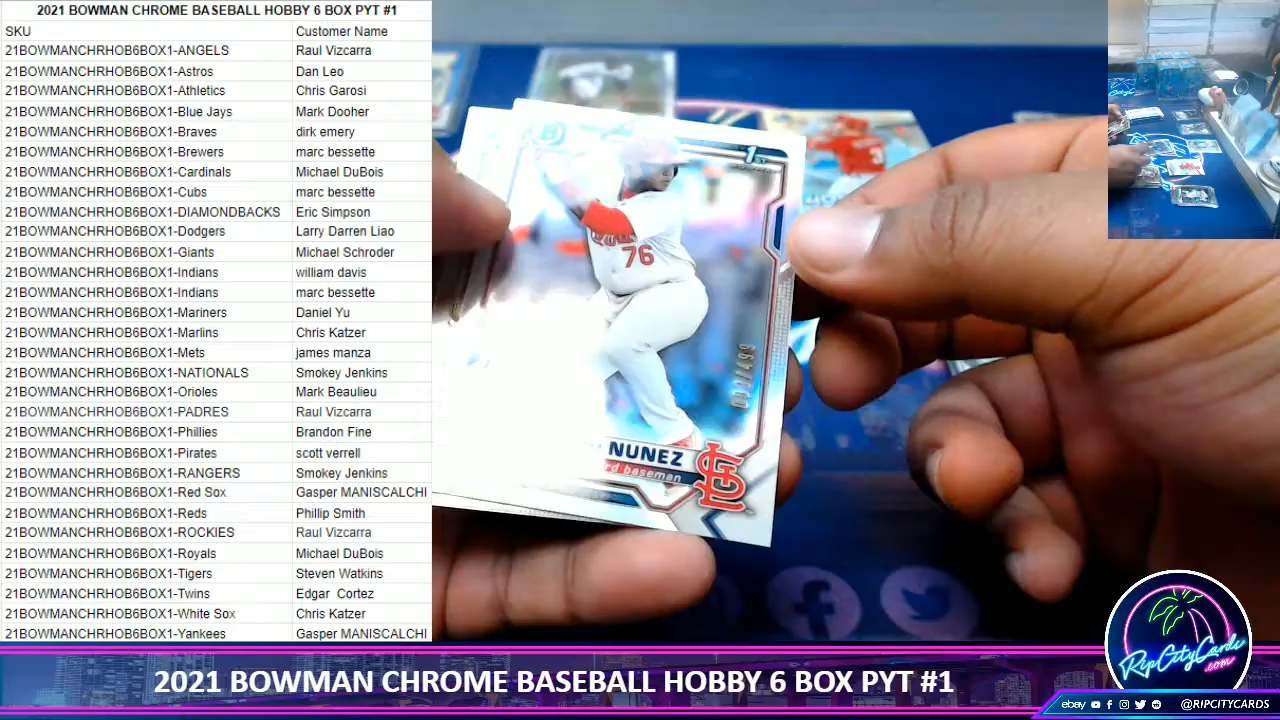 2021 BOWMAN CHROME BASEBALL HOBBY 6 BOX PYT #1
SKU Customer Name
21BOWMANCHRHOB6BOX1-ANGELS Raul Vizcarra
21BOWMANCHRHOB6BOX1-Astros Dan Leo
21BOWMANCHRHOB6BOX1-Athletics Chris Garosi
21BOWMANCHRHOB6BOX1-Blue Jays Mark Dooher
21BOWMANCHRHOB6BOX1-Braves dirk emery
21BOWMANCHRHOB6BOX1-Brewers marc bessette
21BOWMANCHRHOB6BOX1-Cardinals Michael DuBois
21BOWMANCHRHOB6BOX1-Cubs marc bessette
21BOWMANCHRHOB6BOX1-DIAMONDBACKS Eric Simpson
21BOWMANCHRHOB6BOX1-Dodgers Larry Darren Liao
21BOWMANCHRHOB6BOX1-Giants Michael Schroder
21BOWMANCHRHOB6BOX1-Indians william davis
21BOWMANCHRHOB6BOX1-Indians marc bessette
21BOWMANCHRHOB6BOX1-Mariners Daniel Yu
21BOWMANCHRHOB6BOX1-Marlins Chris Katzer
21BOWMANCHRHOB6BOX1-Mets james manza
21BOWMANCHRHOB6BOX1-NATIONALS Smokey Jenkins
21BOWMANCHRHOB6BOX1-Orioles Mark Beaulieu
21BOWMANCHRHOB6BOX1-PADRES Raul Vizcarra
21BOWMANCHRHOB6BOX1-Phillies Brandon Fine
21BOWMANCHRHOB6BOX1-Pirates scott verrell
21BOWMANCHRHOB6BOX1-RANGERS Smokey Jenkins
21BOWMANCHRHOB6BOX1-Red Sox Gasper MANISCALCHI
21BOWMANCHRHOB6BOX1-Reds Phillip Smith
21BOWMANCHRHOB6BOX1-ROCKIES Raul Vizcarra
21BOWMANCHRHOB6BOX1-Royals Michael DuBois
21BOWMANCHRHOB6BOX1-Tigers Steven Watkins
21BOWMANCHRHOB6BOX1-Twins Edgar Cortez
21BOWMANCHRHOB6BOX1-White Sox Chris Katzer
21BOWMANCHRHOB6BOX1-Yankees Gasper MANISCALCHI
1ST
76
NUNEZ
rd baseman
STL
RipCityCards
.com
2021 BOWMAN CHROME BASEBALL HOBBY 6 BOX PYT #1
ebay @RIPCITYCARDS